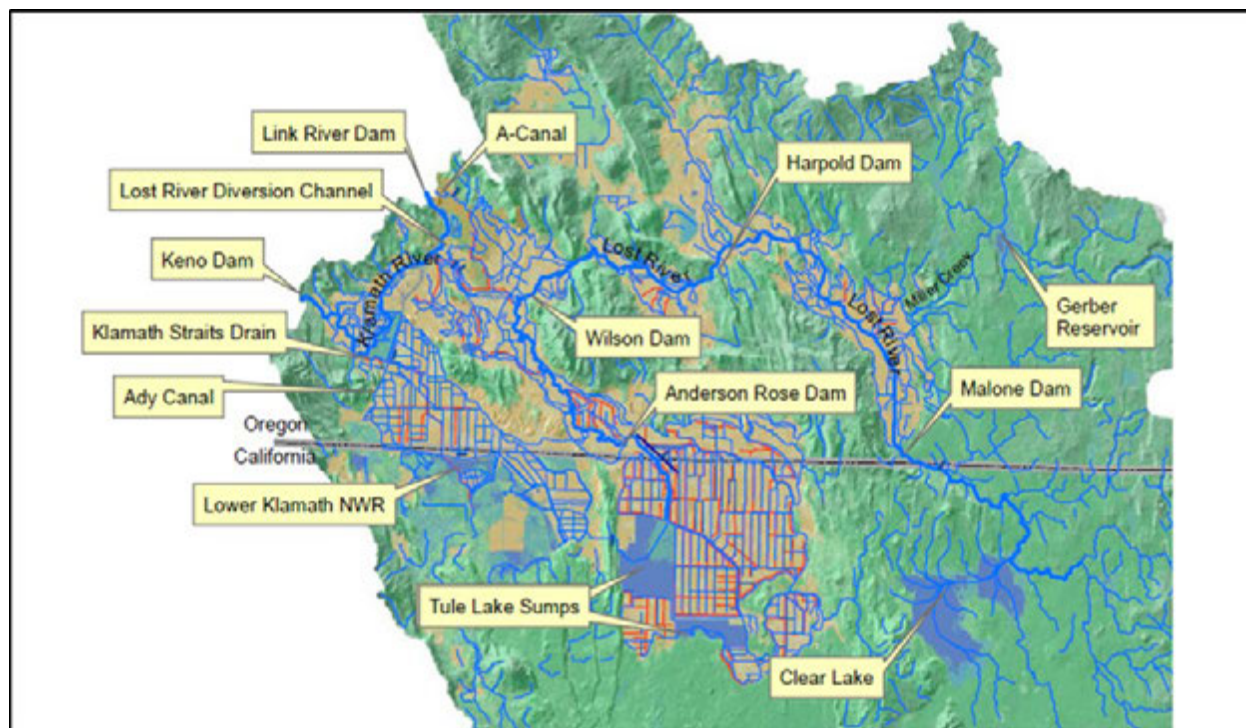 Link River Dam
A-Canal
Lost River Diversion Channel
Harpold Dam
Keno Dam
Klamath River
Lost River
Lost River
Miller Creek
Gerber
Reservoir
Klamath Straits Drain
Wilson Dam
Ady Canal
Anderson Rose Dam
Malone Dam
Oregon
California
Lower Klamath NWR
Tule Lake Sumps
Clear Lake